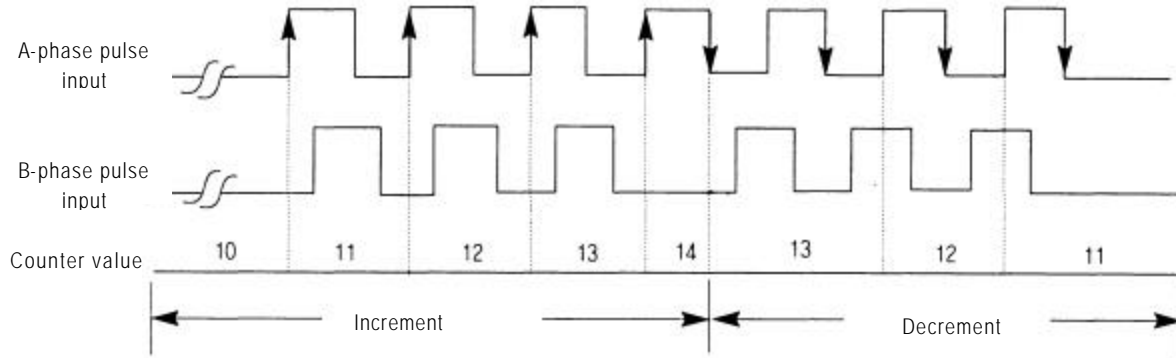 A-phase pulse
input
B-phase pulse
input
Counter value
10 11 12 13 14 13 12 11
Increment Decrement